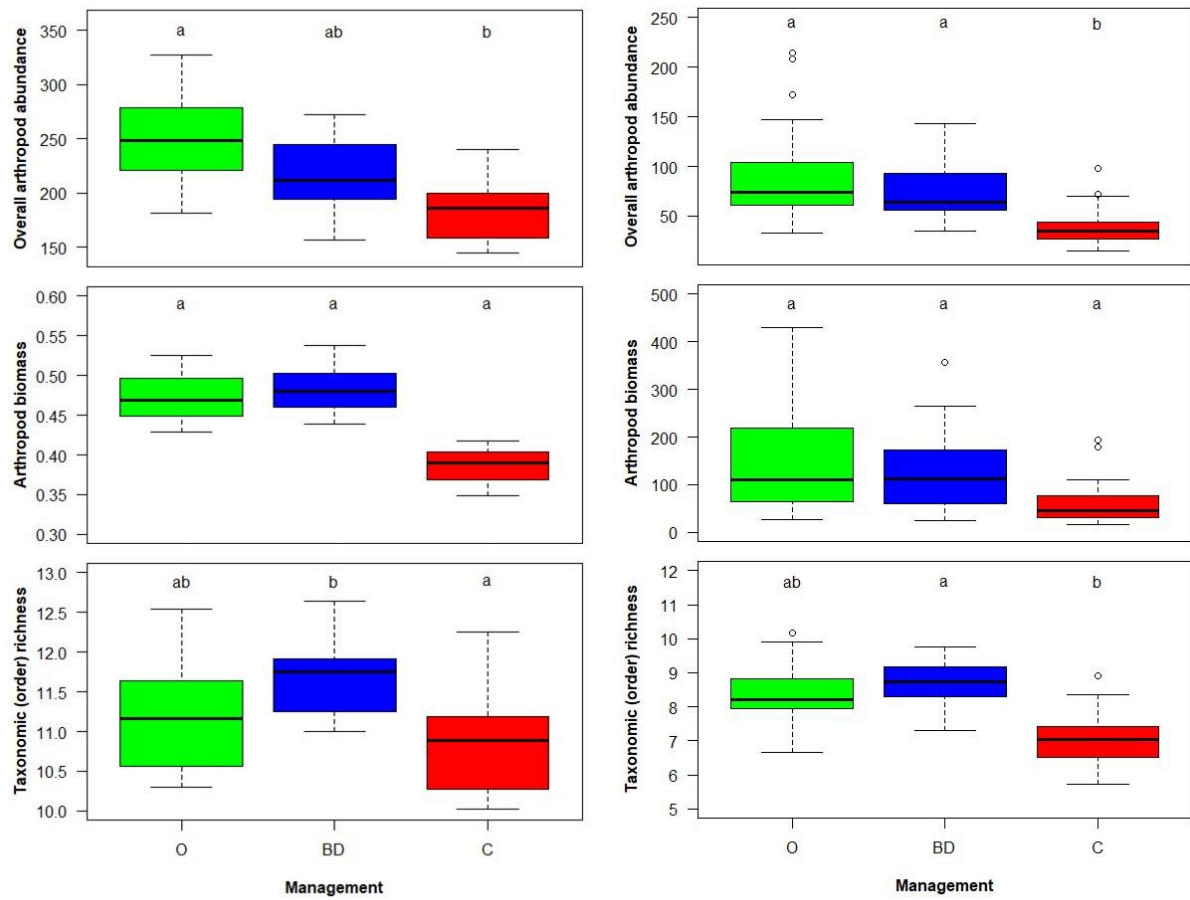 Overall arthropod abundance
350
300
250
200
150
a
ab
b
Overall arthropod abundance
250
200
150
100
50
a
a
b
Arthropod biomass
0.60
0.55
0.50
0.45
0.40
0.35
0.30
a
a
a
Arthropod biomass
500
400
300
200
100
0
a
a
a
Taxonomic (order) richness
13.0
12.5
12.0
11.5
11.0
10.5
10.0
ab
b
a
O
BD
C
Management
Taxonomic (order) richness
12
11
10
9
8
7
6
5
ab
a
b
O
BD
C
Management